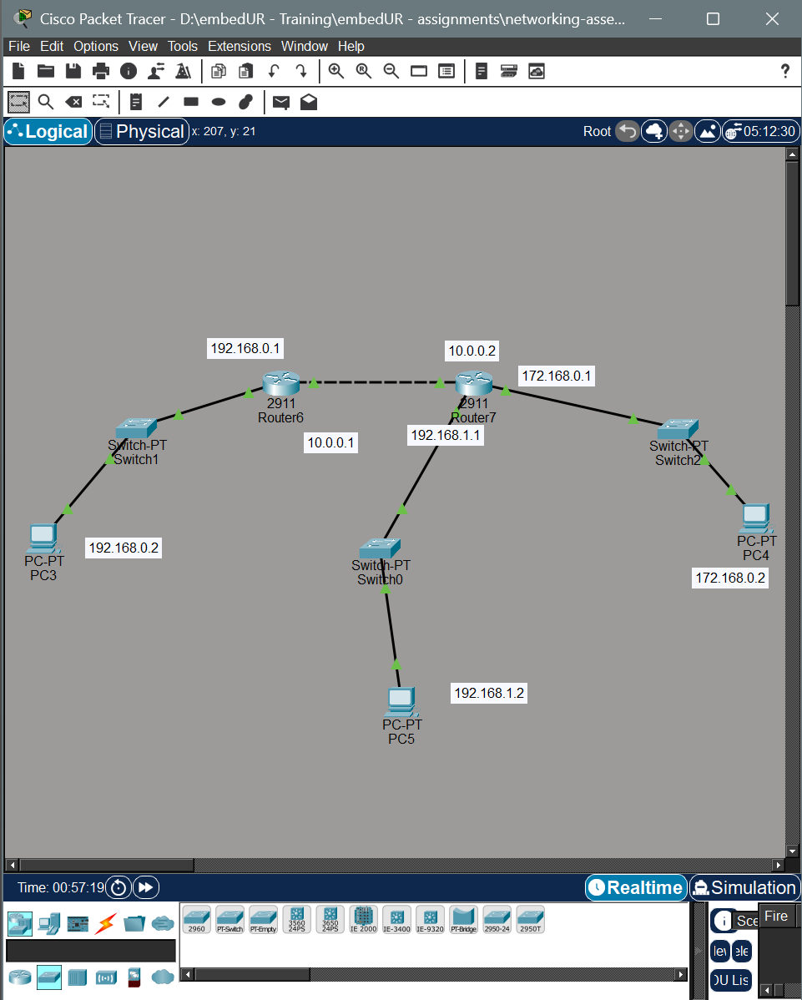 Cisco Packet Tracer - D:\embedUR - Training\embedUR - assignments\networking-asse...
File Edit Options View Tools Extensions Window Help
Logical Physical x: 207, y: 21 Root 05:12:30
192.168.0.1
10.0.0.2
172.168.0.1
2911
Router6
2911
Router7
10.0.0.1
192.168.1.1
Switch-PT
Switch1
Switch-PT
Switch2
PC-PT
PC3
192.168.0.2
Switch-PT
Switch0
PC-PT
PC4
172.168.0.2
192.168.1.2
PC-PT
PC5
Time: 00:57:19 Realtime Simulation
2960 PT-Switch PT-Empty 3560 24PS 3650 24PS IE 2000 IE-3400 IE-9320 PT-Bridge 2950-24 2950T
Sce Fire